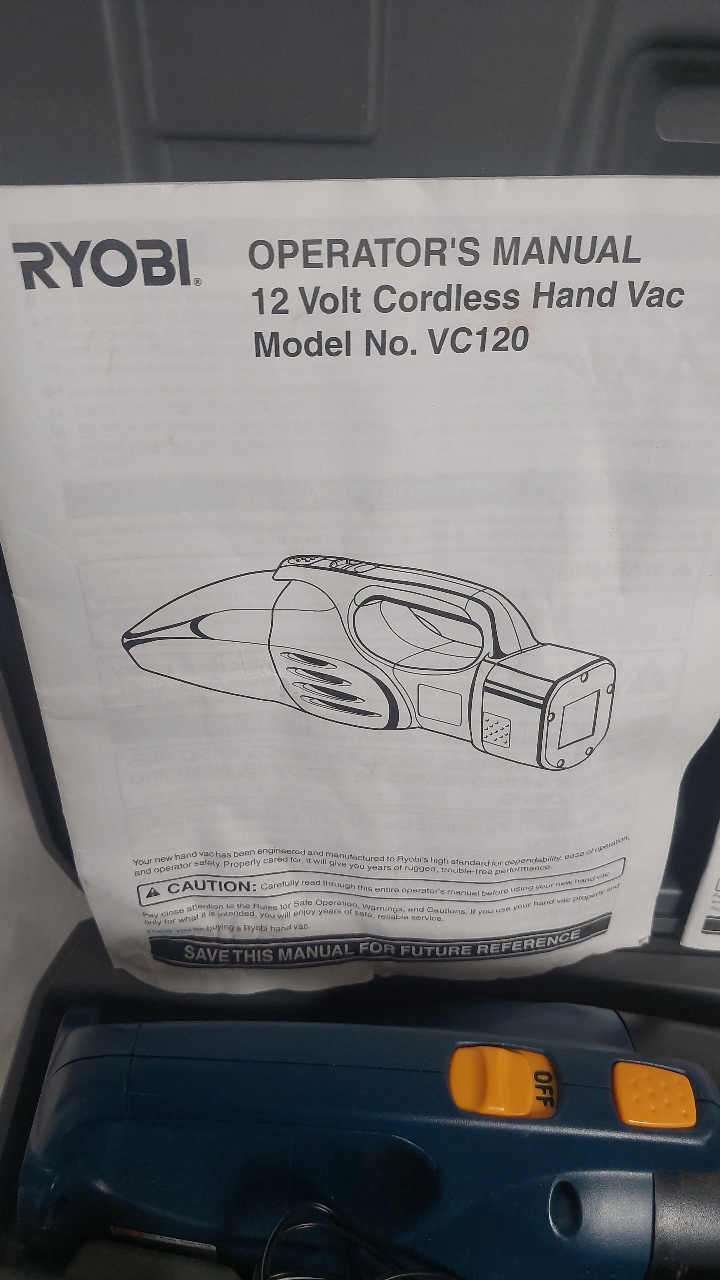 RYOBI®
OPERATOR'S MANUAL
12 Volt Cordless Hand Vac
Model No. VC120
Your new hand vac has been engineered and manufactured to Ryobi's high standard for dependability, ease of operation,
and operator safety. Properly cared for, it will give you years of rugged, trouble-free performance.
CAUTION: Carefully read through this entire operator's manual before using your new hand vac.
Pay close attention to the Rules for Safe Operation, Warnings, and Cautions. If you use your hand vac properly and
only for what it is intended, you will enjoy years of safe, reliable service.
Thank you for buying a Ryobi hand vac.
SAVE THIS MANUAL FOR FUTURE REFERENCE
OFF